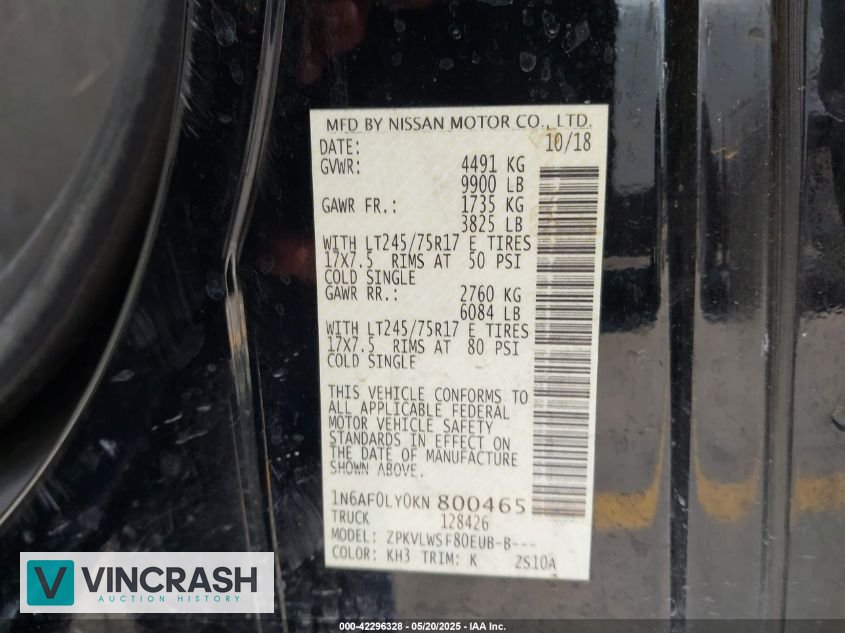 MFD BY NISSAN MOTOR CO., LTD.
DATE: 10/18
GVWR: 4491 KG
9900 LB
GAWR FR.: 1735 KG
3825 LB
WITH LT245/75R17 E TIRES
17X7.5 RIMS AT 50 PSI
COLD SINGLE
GAWR RR.: 2760 KG
6084 LB
WITH LT245/75R17 E TIRES
17X7.5 RIMS AT 80 PSI
COLD SINGLE
THIS VEHICLE CONFORMS TO
ALL APPLICABLE FEDERAL
MOTOR VEHICLE SAFETY
STANDARDS IN EFFECT ON
THE DATE OF MANUFACTURE
SHOWN ABOVE.
1N6AF0LY0KN 800465
TRUCK 128426
MODEL: ZPKVLWSF80EUB-B---
COLOR: KH3 TRIM: K ZS10A
VINCRASH
AUCTION HISTORY
000-42296328 - 05/20/2025 - IAA Inc.